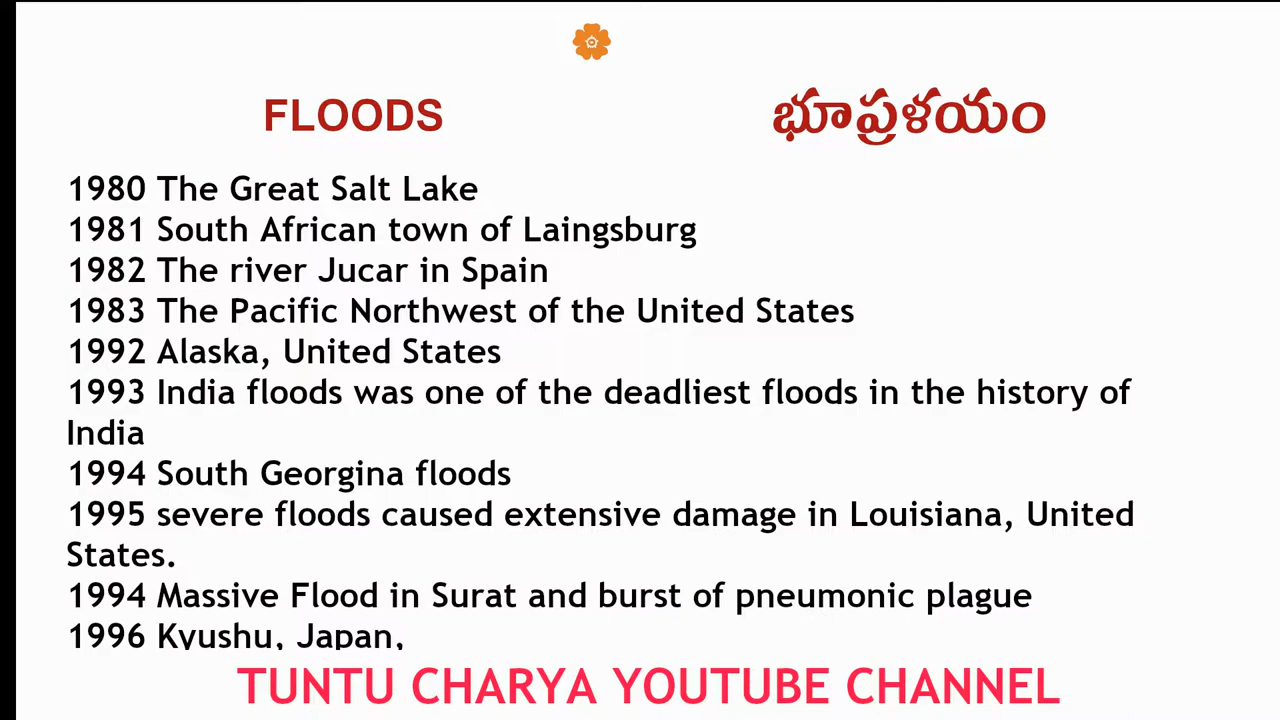 FLOODS భూప్రళయం
1980 The Great Salt Lake
1981 South African town of Laingsburg
1982 The river Jucar in Spain
1983 The Pacific Northwest of the United States
1992 Alaska, United States
1993 India floods was one of the deadliest floods in the history of
India
1994 South Georgina floods
1995 severe floods caused extensive damage in Louisiana, United
States.
1994 Massive Flood in Surat and burst of pneumonic plague
1996 Kyushu, Japan,
TUNTU CHARYA YOUTUBE CHANNEL